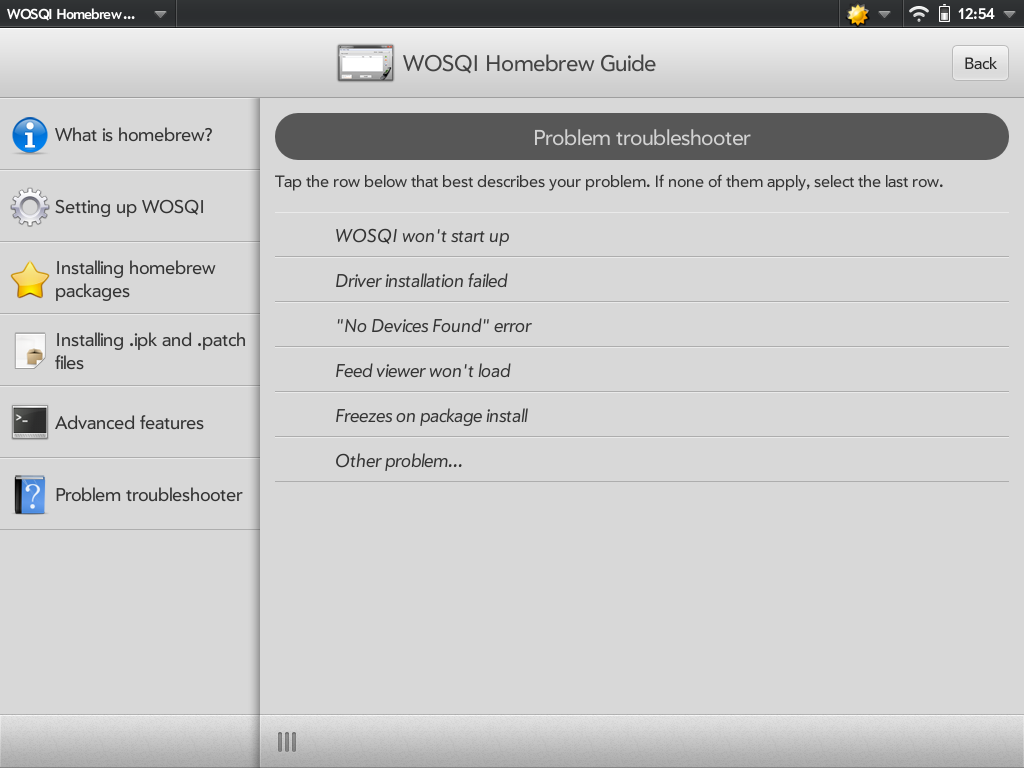 WOSQI Homebrew...
12:54
WOSQI Homebrew Guide
Back
What is homebrew?
Setting up WOSQI
Installing homebrew
packages
Installing .ipk and .patch
files
Advanced features
Problem troubleshooter
Problem troubleshooter
Tap the row below that best describes your problem. If none of them apply, select the last row.
WOSQI won't start up
Driver installation failed
"No Devices Found" error
Feed viewer won't load
Freezes on package install
Other problem...